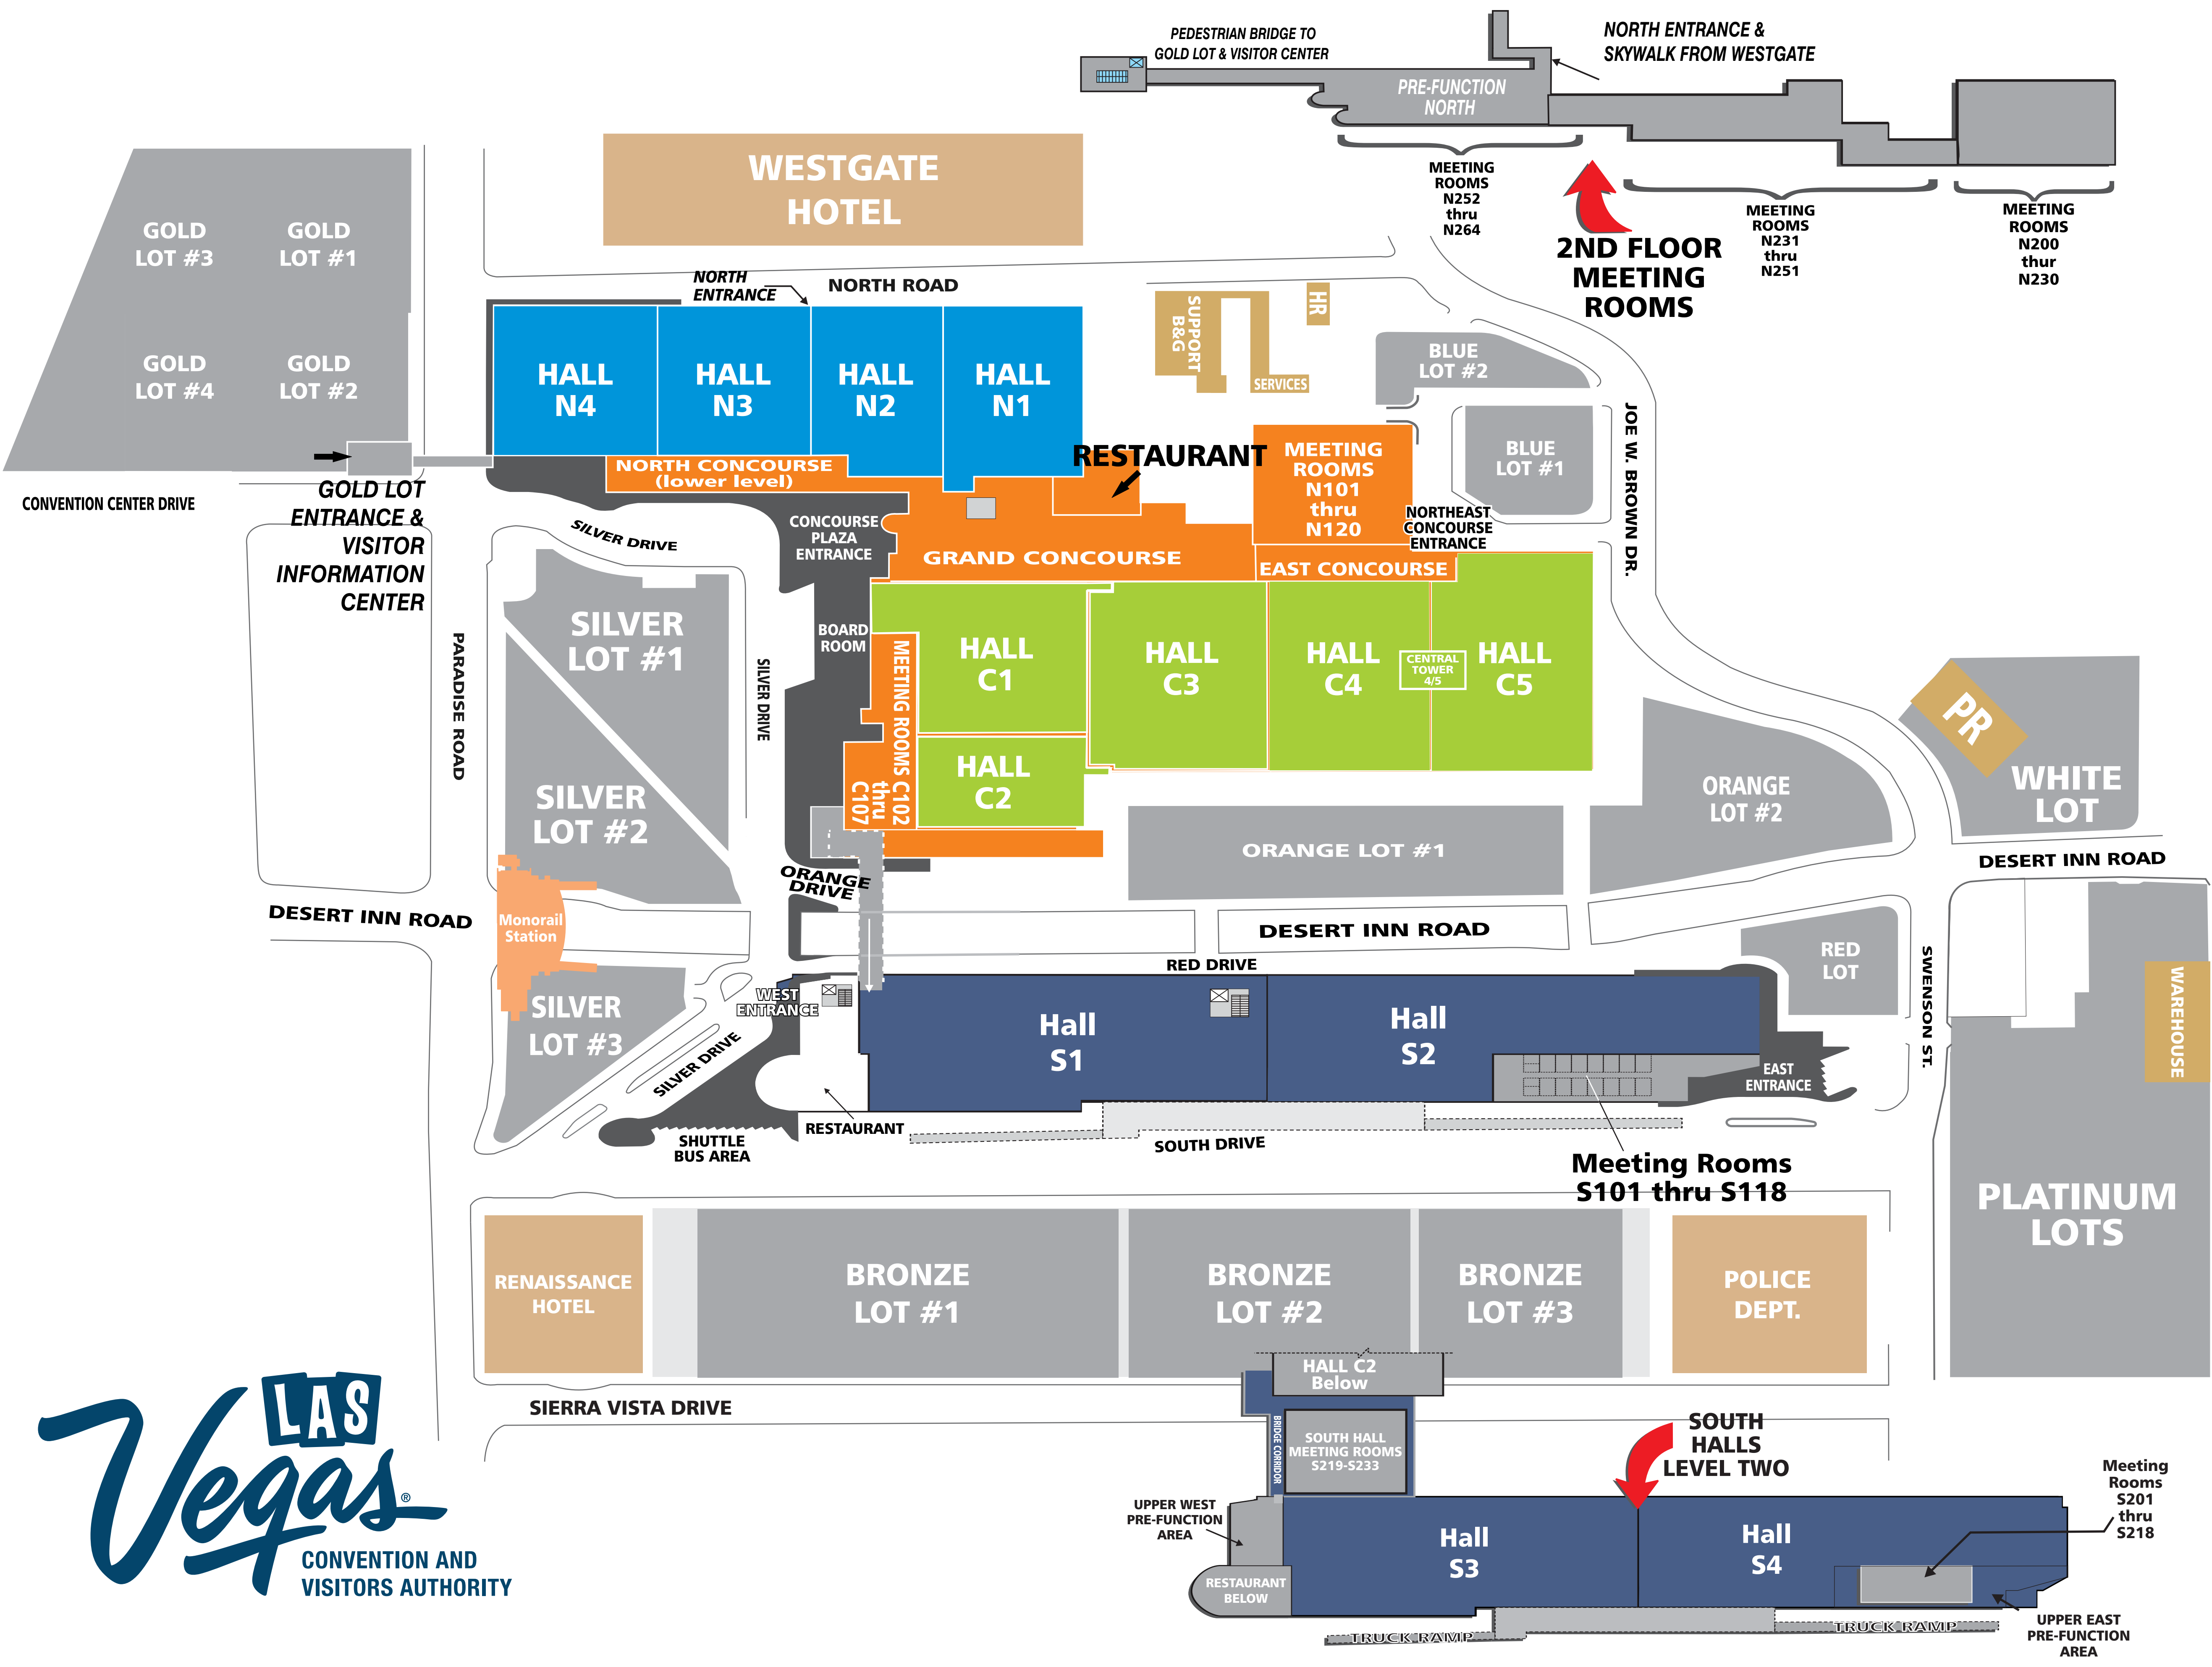 PEDESTRIAN BRIDGE TO
GOLD LOT & VISITOR CENTER
NORTH ENTRANCE &
SKYWALK FROM WESTGATE
PRE-FUNCTION
NORTH
MEETING
ROOMS
N252
thru
N264
2ND FLOOR
MEETING
ROOMS
MEETING
ROOMS
N231
thru
N251
MEETING
ROOMS
N200
thur
N230
WESTGATE
HOTEL
GOLD
LOT #3
GOLD
LOT #1
GOLD
LOT #4
GOLD
LOT #2
NORTH
ENTRANCE
NORTH ROAD
HALL
N4
HALL
N3
HALL
N2
HALL
N1
SUPPORT
B&G
SERVICES
HR
BLUE
LOT #2
BLUE
LOT #1
JOE W. BROWN DR.
CONVENTION CENTER DRIVE
GOLD LOT
ENTRANCE &
VISITOR
INFORMATION
CENTER
NORTH CONCOURSE
(lower level)
RESTAURANT
MEETING
ROOMS
N101
thru
N120
NORTHEAST
CONCOURSE
ENTRANCE
SILVER DRIVE
CONCOURSE
PLAZA
ENTRANCE
GRAND CONCOURSE
EAST CONCOURSE
PARADISE ROAD
SILVER
LOT #1
SILVER DRIVE
BOARD
ROOM
MEETING ROOMS C102
thru
C107
HALL
C1
HALL
C2
HALL
C3
HALL
C4
CENTRAL
TOWER
4/5
HALL
C5
SILVER
LOT #2
ORANGE
DRIVE
ORANGE LOT #1
ORANGE
LOT #2
PR
WHITE
LOT
DESERT INN ROAD
DESERT INN ROAD
Monorail
Station
DESERT INN ROAD
RED DRIVE
RED
LOT
SWENSON ST.
WAREHOUSE
SILVER
LOT #3
SILVER DRIVE
WEST
ENTRANCE
Hall
S1
Hall
S2
EAST
ENTRANCE
RESTAURANT
SHUTTLE
BUS AREA
SOUTH DRIVE
Meeting Rooms
S101 thru S118
PLATINUM
LOTS
RENAISSANCE
HOTEL
BRONZE
LOT #1
BRONZE
LOT #2
BRONZE
LOT #3
POLICE
DEPT.
SIERRA VISTA DRIVE
HALL C2
Below
BRIDGE CORRIDOR
SOUTH HALL
MEETING ROOMS
S219-S233
SOUTH
HALLS
LEVEL TWO
Meeting
Rooms
S201
thru
S218
UPPER WEST
PRE-FUNCTION
AREA
Hall
S3
Hall
S4
RESTAURANT
BELOW
TRUCK RAMP
TRUCK RAMP
UPPER EAST
PRE-FUNCTION
AREA
LAS
Vegas®
CONVENTION AND
VISITORS AUTHORITY